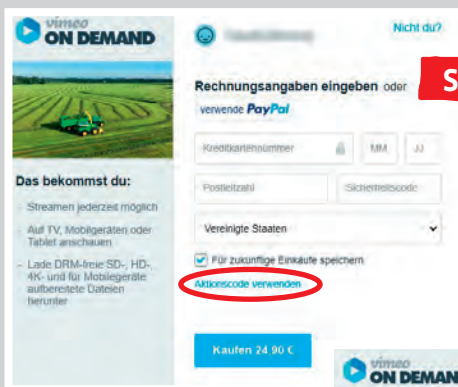 vimeo
ON DEMAND
Nicht du?
Rechnungsangaben eingeben oder
verwende PayPal
S
Kreditkartennummer
MM
JJ
Postleitzahl
Sicherheitscode
Vereinigte Staaten
Für zukünftige Einkäufe speichern
Aktionscode verwenden
Kaufen 24,90 €
Das bekommst du:
- Streamen jederzeit möglich
- Auf TV, Mobilgeräten oder
Tablet anschauen
- Lade DRM-freie SD-, HD-,
4K- und für Mobilegeräte
aufbereitete Dateien
herunter
vimeo
ON DEMAN